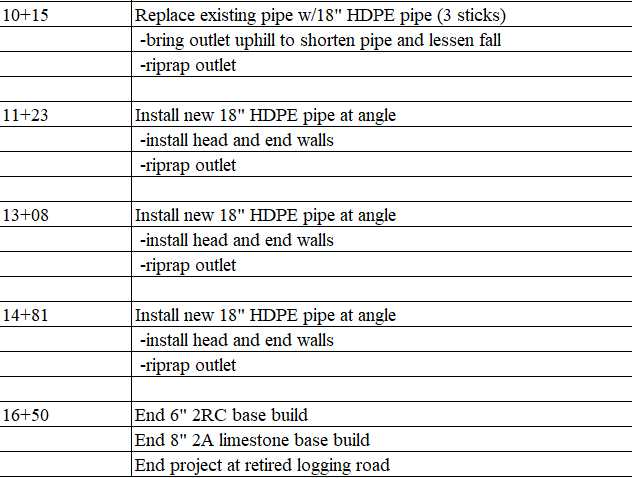 10+15 Replace existing pipe w/18" HDPE pipe (3 sticks)
-bring outlet uphill to shorten pipe and lessen fall
-riprap outlet
11+23 Install new 18" HDPE pipe at angle
-install head and end walls
-riprap outlet
13+08 Install new 18" HDPE pipe at angle
-install head and end walls
-riprap outlet
14+81 Install new 18" HDPE pipe at angle
-install head and end walls
-riprap outlet
16+50 End 6" 2RC base build
End 8" 2A limestone base build
End project at retired logging road